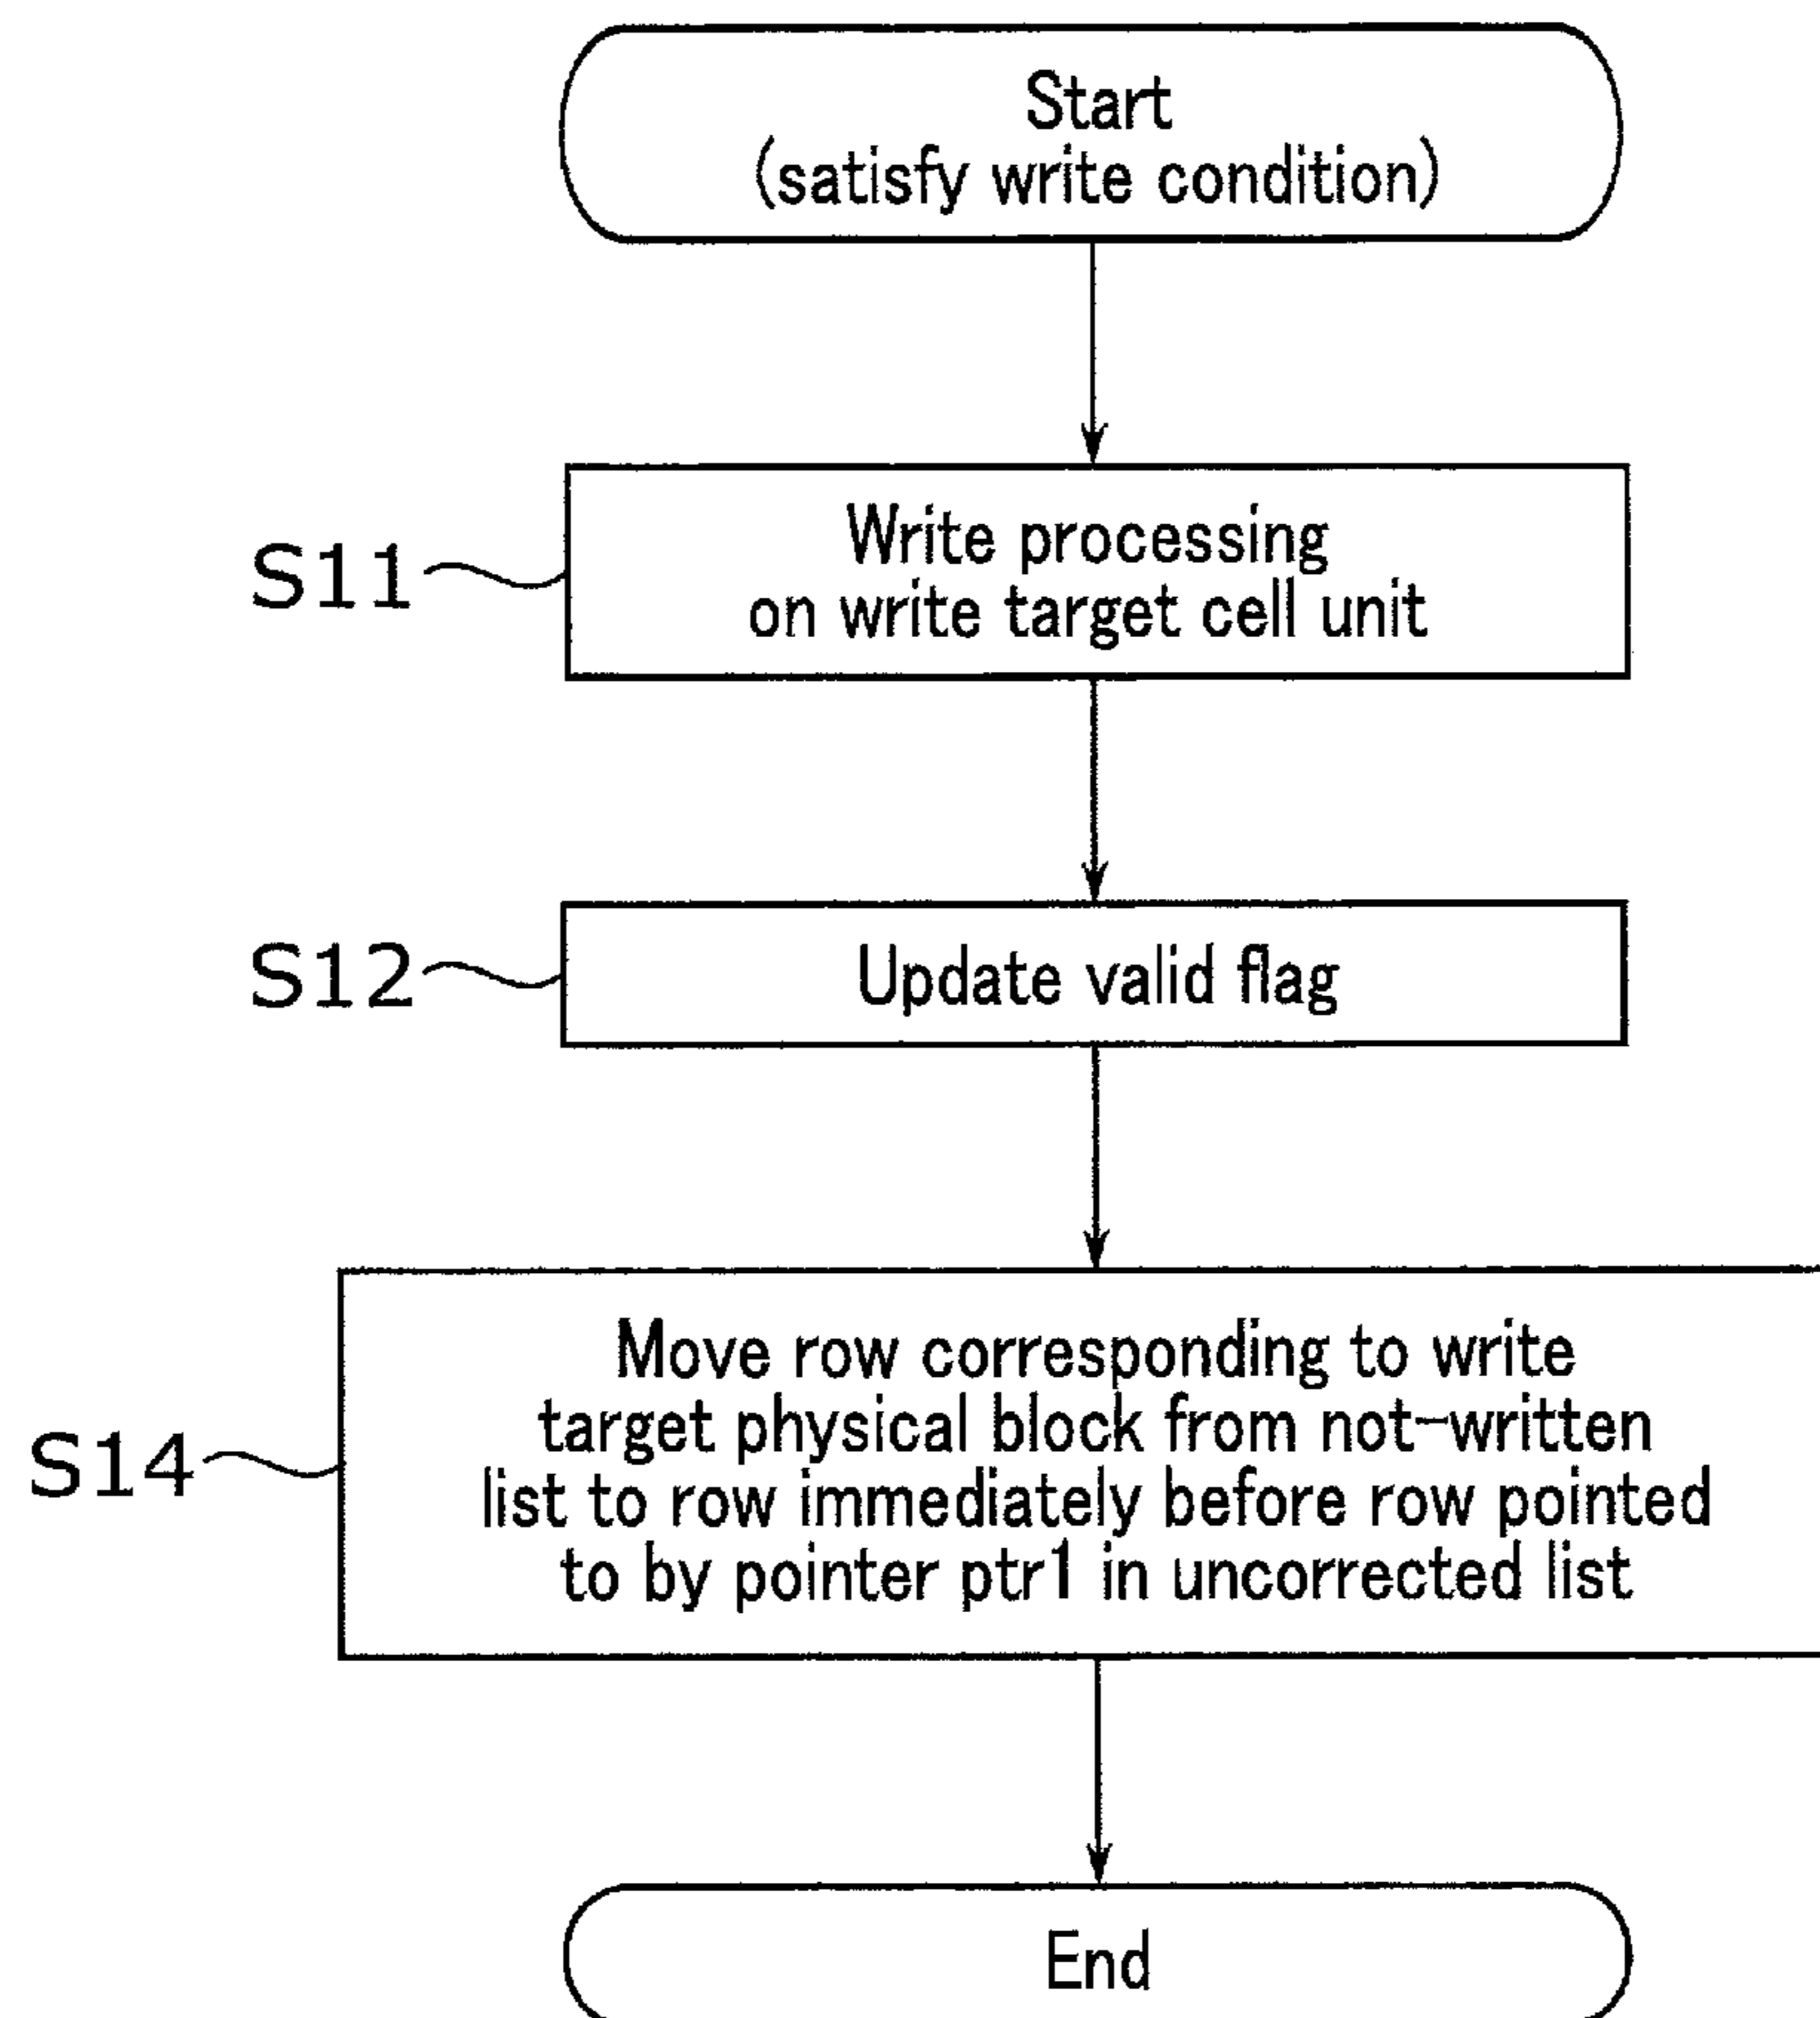 Start
(satisfy write condition)
S11
Write processing
on write target cell unit
S12
Update valid flag
S14
Move row corresponding to write
target physical block from not-written
list to row immediately before row pointed
to by pointer ptr1 in uncorrected list
End